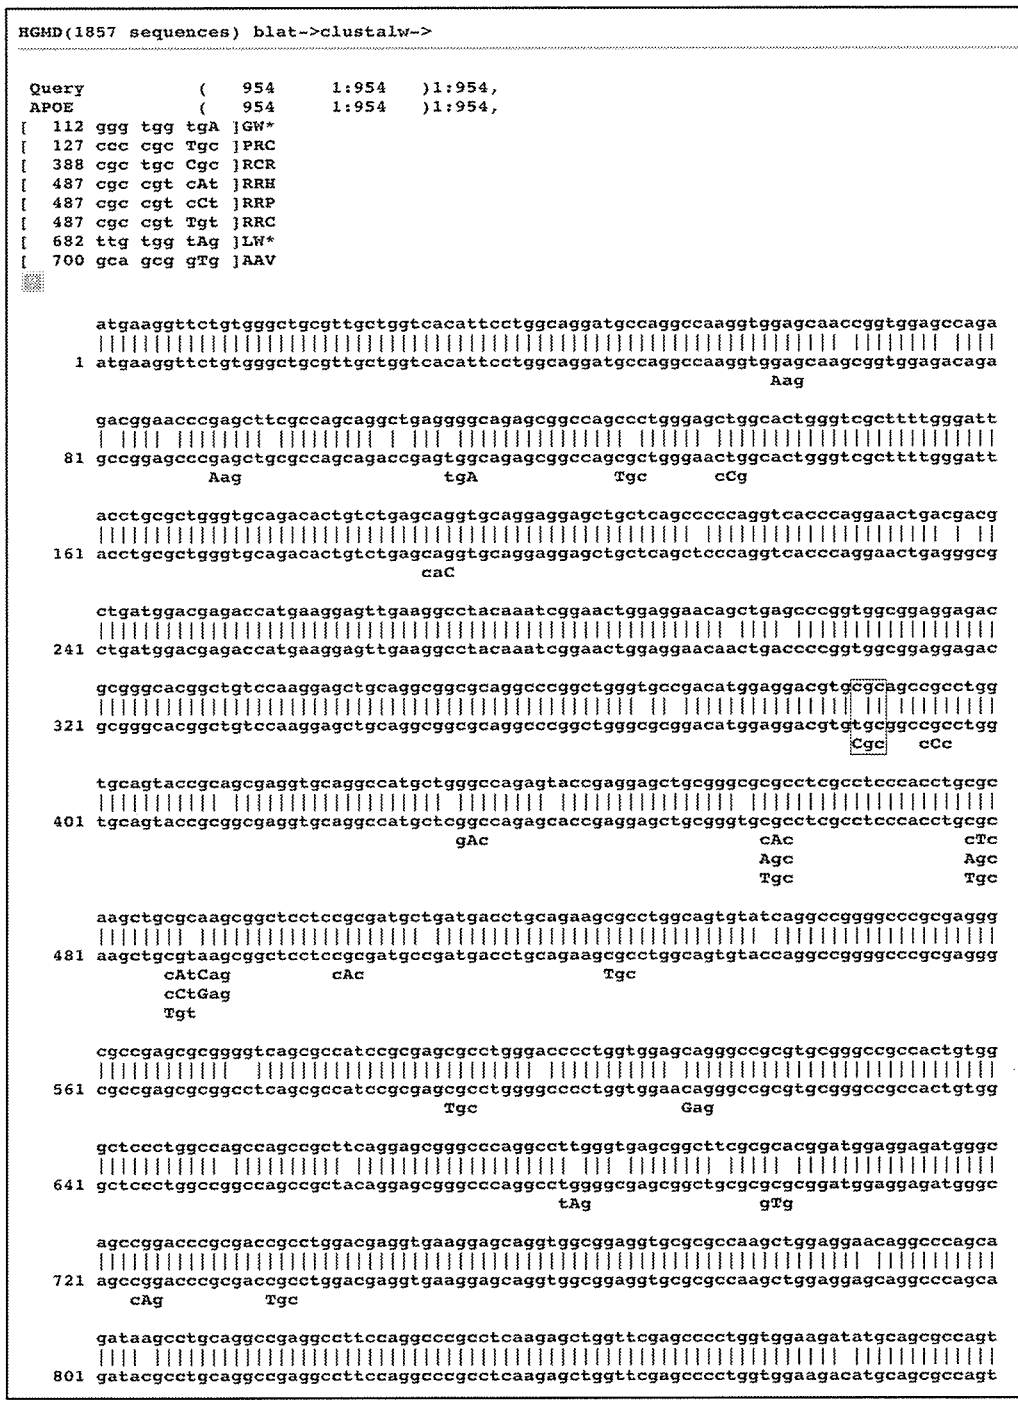 HGMD(1857 sequences) blat->clustalw->
Query ( 954 1:954 )1:954,
APOE ( 954 1:954 )1:954,
[ 112 ggg tgg tgA ]GW*
[ 127 ccc cgc Tgc ]PRC
[ 388 cgc tgc Cgc ]RCR
[ 487 cgc cgt cAt ]RRH
[ 487 cgc cgt cCt ]RRP
[ 487 cgc cgt Tgt ]RRC
[ 682 ttg tgg tAg ]LW*
[ 700 gca gcg gTg ]AAV
atgaaggttctgtgggctgcgttgctggtcacattcctggcaggatgccaggccaaggtggagcaaccggtggagccaga
1 atgaaggttctgtgggctgcgttgctggtcacattcctggcaggatgccaggccaaggtggagcaagcggtggagacaga
Aag
gacggaacccgagcttcgccagcaggctgaggggcagagcggccagccctgggagctggcactgggtcgcttttgggatt
81 gccggagcccgagctgcgccagcagaccgagtggcagagcggccagcgctgggaactggcactgggtcgcttttgggatt
Aag tgA Tgc cCg
acctgcgctgggtgcagacactgtctgagcaggtgcaggaggagctgctcagcccccaggtcacccaggaactgacgacg
161 acctgcgctgggtgcagacactgtctgagcaggtgcaggaggagctgctcagctcccaggtcacccaggaactgagggcg
caC
ctgatggacgagaccatgaaggagttgaaggcctacaaatcggaactggaggaacagctgagcccggtggcggaggagac
241 ctgatggacgagaccatgaaggagttgaaggcctacaaatcggaactggaggaacaactgaccccggtggcggaggagac
gcgggcacggctgtccaaggagctgcaggcggcgcaggcccggctgggtgccgacatggaggacgtgcgcagccgcctgg
321 gcgggcacggctgtccaaggagctgcaggcggcgcaggcccggctgggcgcggacatggaggacgtgtgcggccgcctgg
Cgc cCc
tgcagtaccgcagcgaggtgcaggccatgctgggccagagtaccgaggagctgcgggcgcgcctcgcctcccacctgcgc
401 tgcagtaccgcggcgaggtgcaggccatgctcggccagagcaccgaggagctgcgggtgcgcctcgcctcccacctgcgc
gAc cAc cTc
Agc Agc
Tgc Tgc
aagctgcgcaagcggctcctccgcgatgctgatgacctgcagaagcgcctggcagtgtatcaggccggggcccgcgaggg
481 aagctgcgtaagcggctcctccgcgatgccgatgacctgcagaagcgcctggcagtgtaccaggccggggcccgcgaggg
cAtCag cAc Tgc
cCtGag
Tgt
cgccgagcgcggggtcagcgccatccgcgagcgcctgggacccctggtggagcagggccgcgtgcgggccgccactgtgg
561 cgccgagcgcggcctcagcgccatccgcgagcgcctggggcccctggtggaacagggccgcgtgcgggccgccactgtgg
Tgc Gag
gctccctggccagccagccgcttcaggagcgggcccaggccttgggtgagcggcttcgcgcacggatggaggagatgggc
641 gctccctggccggccagccgctacaggagcgggcccaggcctggggcgagcggctgcgcgcgcggatggaggagatgggc
tAg gTg
agccggacccgcgaccgcctggacgaggtgaaggagcaggtggcggaggtgcgcgccaagctggaggaacaggcccagca
721 agccggacccgcgaccgcctggacgaggtgaaggagcaggtggcggaggtgcgcgccaagctggaggagcaggcccagca
cAg Tgc
gataagcctgcaggccgaggccttccaggcccgcctcaagagctggttcgagcccctggtggaagatatgcagcgccagt
801 gatacgcctgcaggccgaggccttccaggcccgcctcaagagctggttcgagcccctggtggaagacatgcagcgccagt